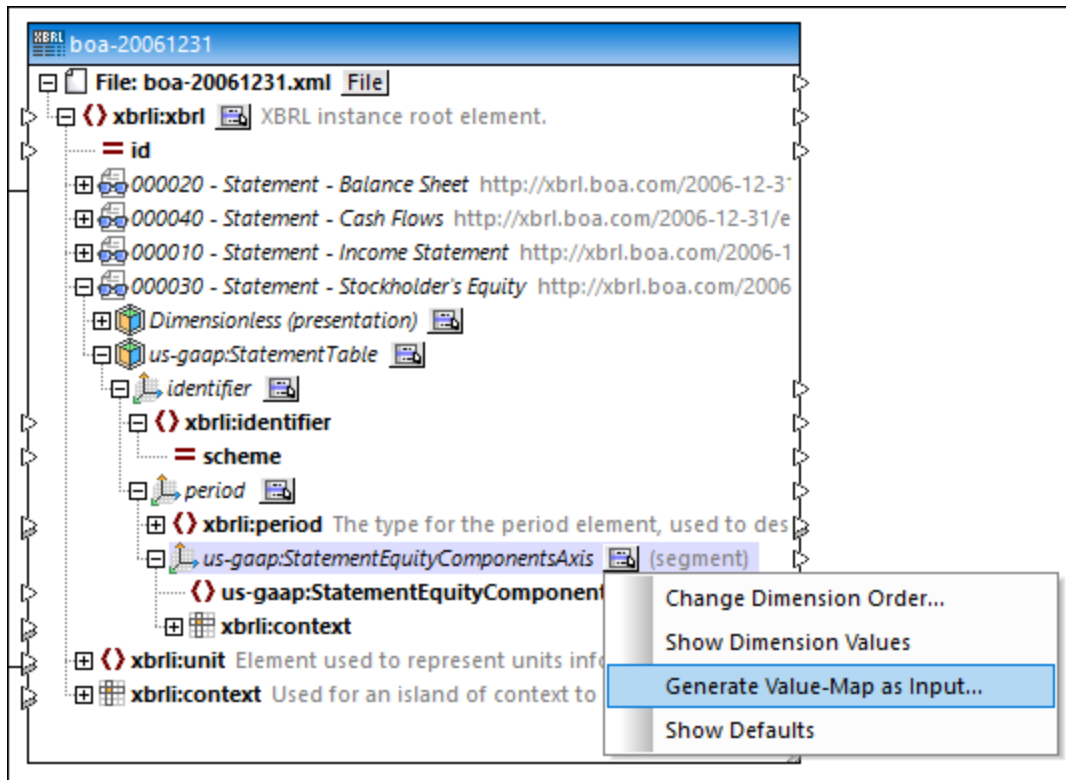 XBRL boa-20061231
File: boa-20061231.xml File
xbrli:xbrl XBRL instance root element.
= id
000020 - Statement - Balance Sheet http://xbrl.boa.com/2006-12-31
000040 - Statement - Cash Flows http://xbrl.boa.com/2006-12-31/e
000010 - Statement - Income Statement http://xbrl.boa.com/2006-1
000030 - Statement - Stockholder's Equity http://xbrl.boa.com/2006
Dimensionless (presentation)
us-gaap:StatementTable
identifier
xbrli:identifier
= scheme
period
xbrli:period The type for the period element, used to des
us-gaap:StatementEquityComponentsAxis (segment)
us-gaap:StatementEquityComponent
xbrli:context
xbrli:unit Element used to represent units info
xbrli:context Used for an island of context to
Change Dimension Order...
Show Dimension Values
Generate Value-Map as Input...
Show Defaults